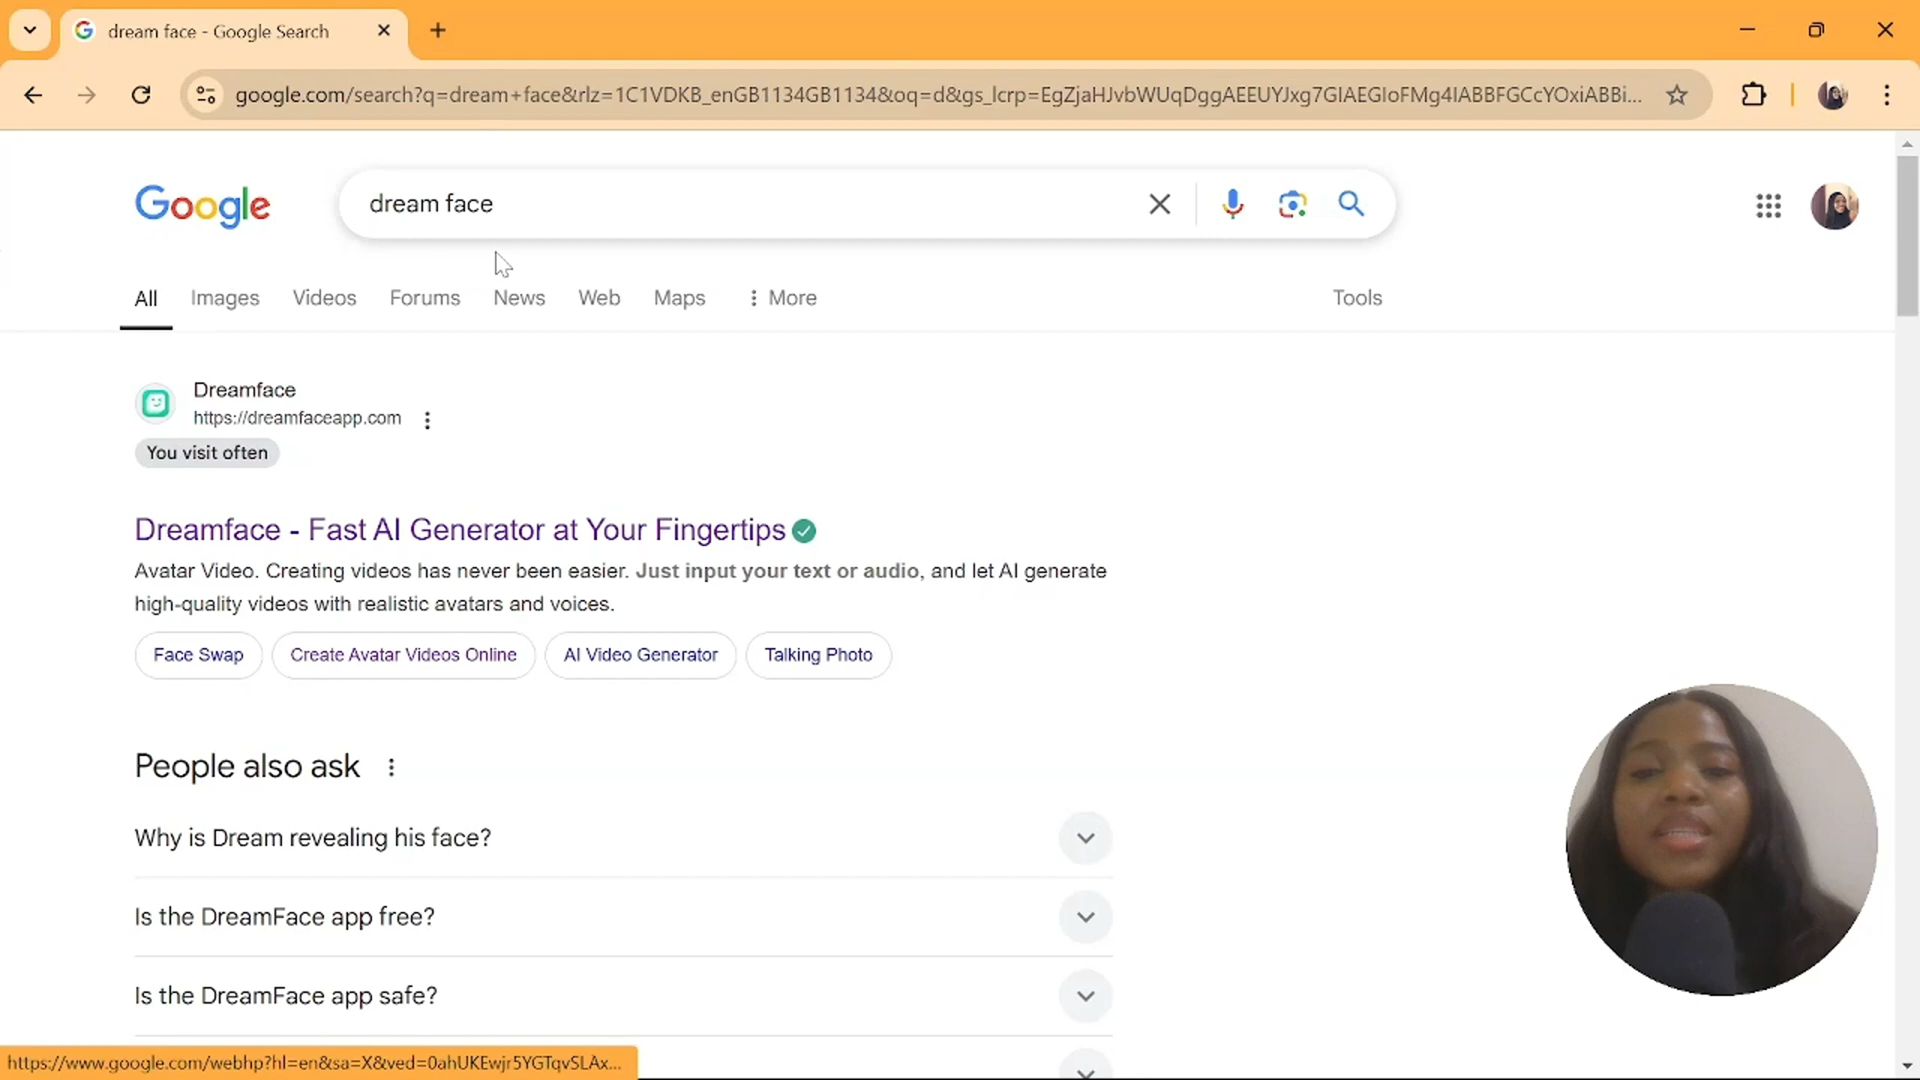 dream face - Google Search
google.com/search?q=dream+face&rlz=1C1VDKB_enGB1134GB1134&oq=d&gs_lcrp=EgZjaHJvbWUqDggAEEUYJxg7GIAEGIoFMg4IABBFGCcYOxiABBi...
Google
dream face
All Images Videos Forums News Web Maps More Tools
Dreamface
https://dreamfaceapp.com
You visit often
Dreamface - Fast AI Generator at Your Fingertips
Avatar Video. Creating videos has never been easier. Just input your text or audio, and let AI generate
high-quality videos with realistic avatars and voices.
Face Swap Create Avatar Videos Online AI Video Generator Talking Photo
People also ask
Why is Dream revealing his face?
Is the DreamFace app free?
Is the DreamFace app safe?
https://www.google.com/webhp?hl=en&sa=X&ved=0ahUKEwjr5YGTqvSLAx...